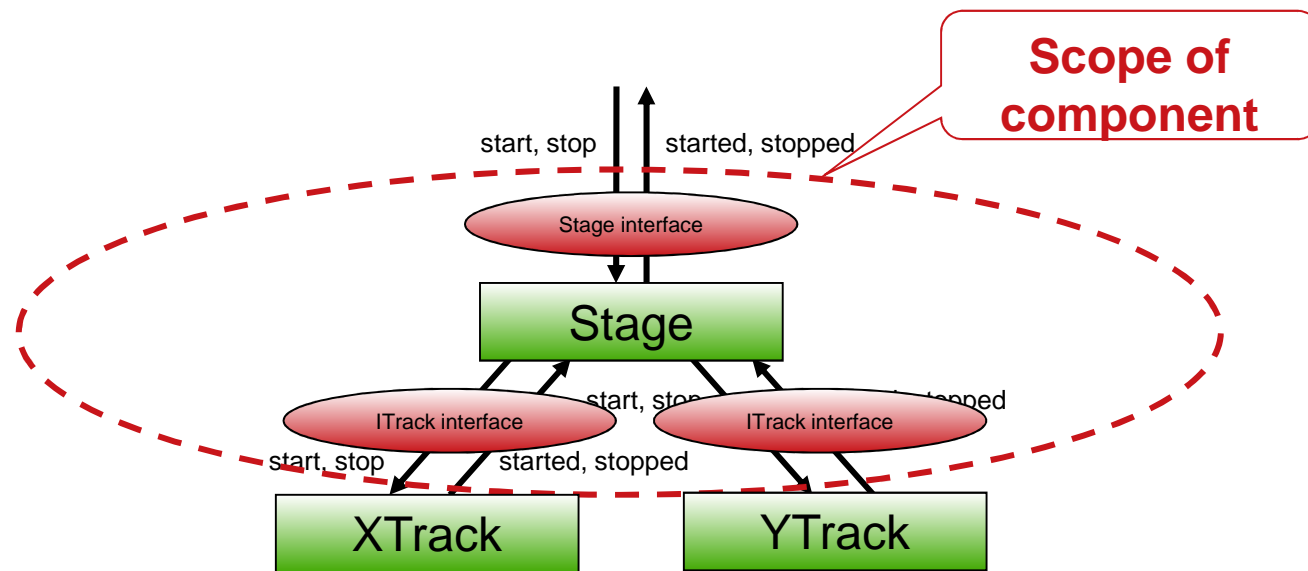 Scope of
component
start, stop
started, stopped
Stage interface
Stage
start, stop
stopped
ITrack interface
ITrack interface
start, stop
started, stopped
XTrack
YTrack